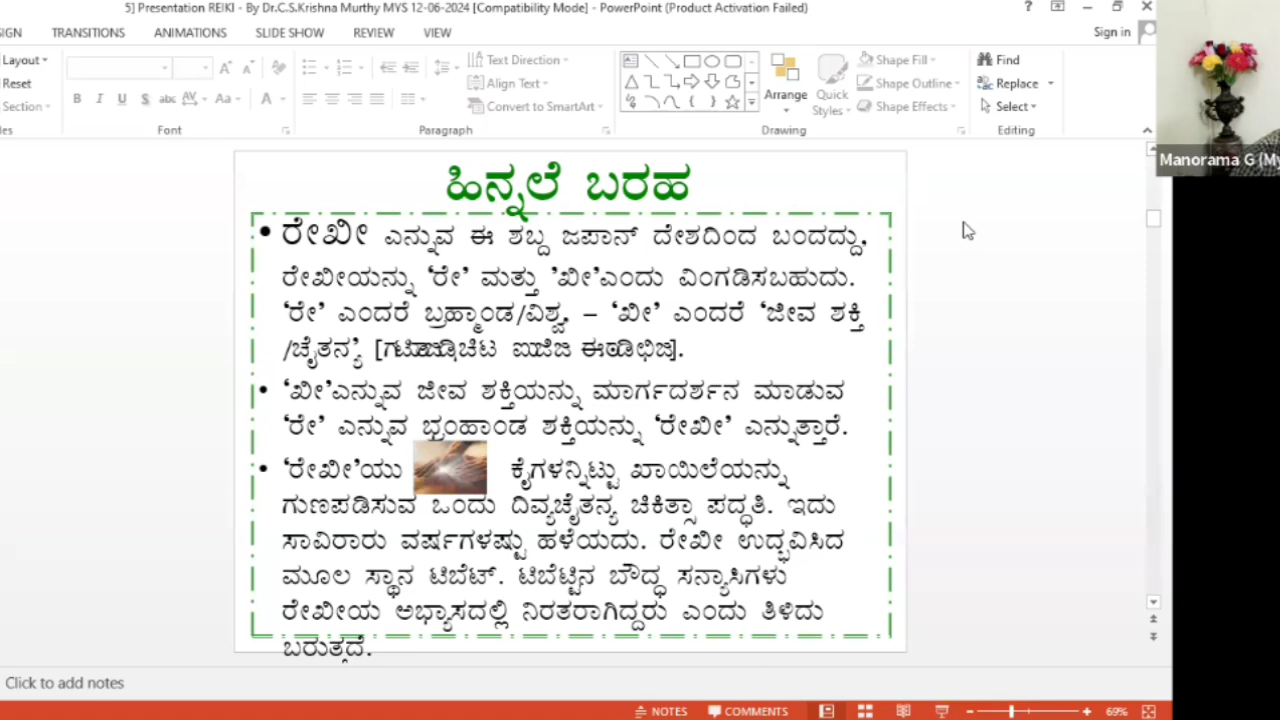 5] Presentation REIKI - By Dr.C.S.Krishna Murthy MYS 12-06-2024 [Compatibility Mode] - PowerPoint (Product Activation Failed)
SIGN TRANSITIONS ANIMATIONS SLIDE SHOW REVIEW VIEW Sign in
Layout Text Direction Shape Fill Find
Reset Align Text Arrange Quick Styles Shape Outline Replace
Section Convert to SmartArt Shape Effects Select
Font Paragraph Drawing Editing
Manorama G (My
ಹಿನ್ನಲೆ ಬರಹ
• ರೇಖೀ ಎನ್ನುವ ಈ ಶಬ್ದ ಜಪಾನ್ ದೇಶದಿಂದ ಬಂದದ್ದು.
ರೇಖೀಯನ್ನು ‘ರೇ’ ಮತ್ತು ’ಖೀ’ಎಂದು ವಿಂಗಡಿಸಬಹುದು.
‘ರೇ’ ಎಂದರೆ ಬ್ರಹ್ಮಾಂಡ/ವಿಶ್ವ. – ‘ಖೀ’ ಎಂದರೆ ‘ಜೀವ ಶಕ್ತಿ
/ಚೈತನ್ಯ’
• ‘ಖೀ’ಎನ್ನುವ ಜೀವ ಶಕ್ತಿಯನ್ನು ಮಾರ್ಗದರ್ಶನ ಮಾಡುವ
‘ರೇ’ ಎನ್ನುವ ಭ್ರಂಹಾಂಡ ಶಕ್ತಿಯನ್ನು ‘ರೇಖೀ’ ಎನ್ನುತ್ತಾರೆ.
• ‘ರೇಖೀ’ಯು ಕೈಗಳನ್ನಿಟ್ಟು ಖಾಯಿಲೆಯನ್ನು
ಗುಣಪಡಿಸುವ ಒಂದು ದಿವ್ಯಚೈತನ್ಯ ಚಿಕಿತ್ಸಾ ಪದ್ಧತಿ. ಇದು
ಸಾವಿರಾರು ವರ್ಷಗಳಷ್ಟು ಹಳೆಯದು. ರೇಖೀ ಉದ್ಭವಿಸಿದ
ಮೂಲ ಸ್ಥಾನ ಟಿಬೆಟ್. ಟಿಬೆಟ್ಟಿನ ಬೌದ್ಧ ಸನ್ಯಾಸಿಗಳು
ರೇಖೀಯ ಅಭ್ಯಾಸದಲ್ಲಿ ನಿರತರಾಗಿದ್ದರು ಎಂದು ತಿಳಿದು
ಬರುತ್ತದೆ.
Click to add notes
NOTES COMMENTS 69%